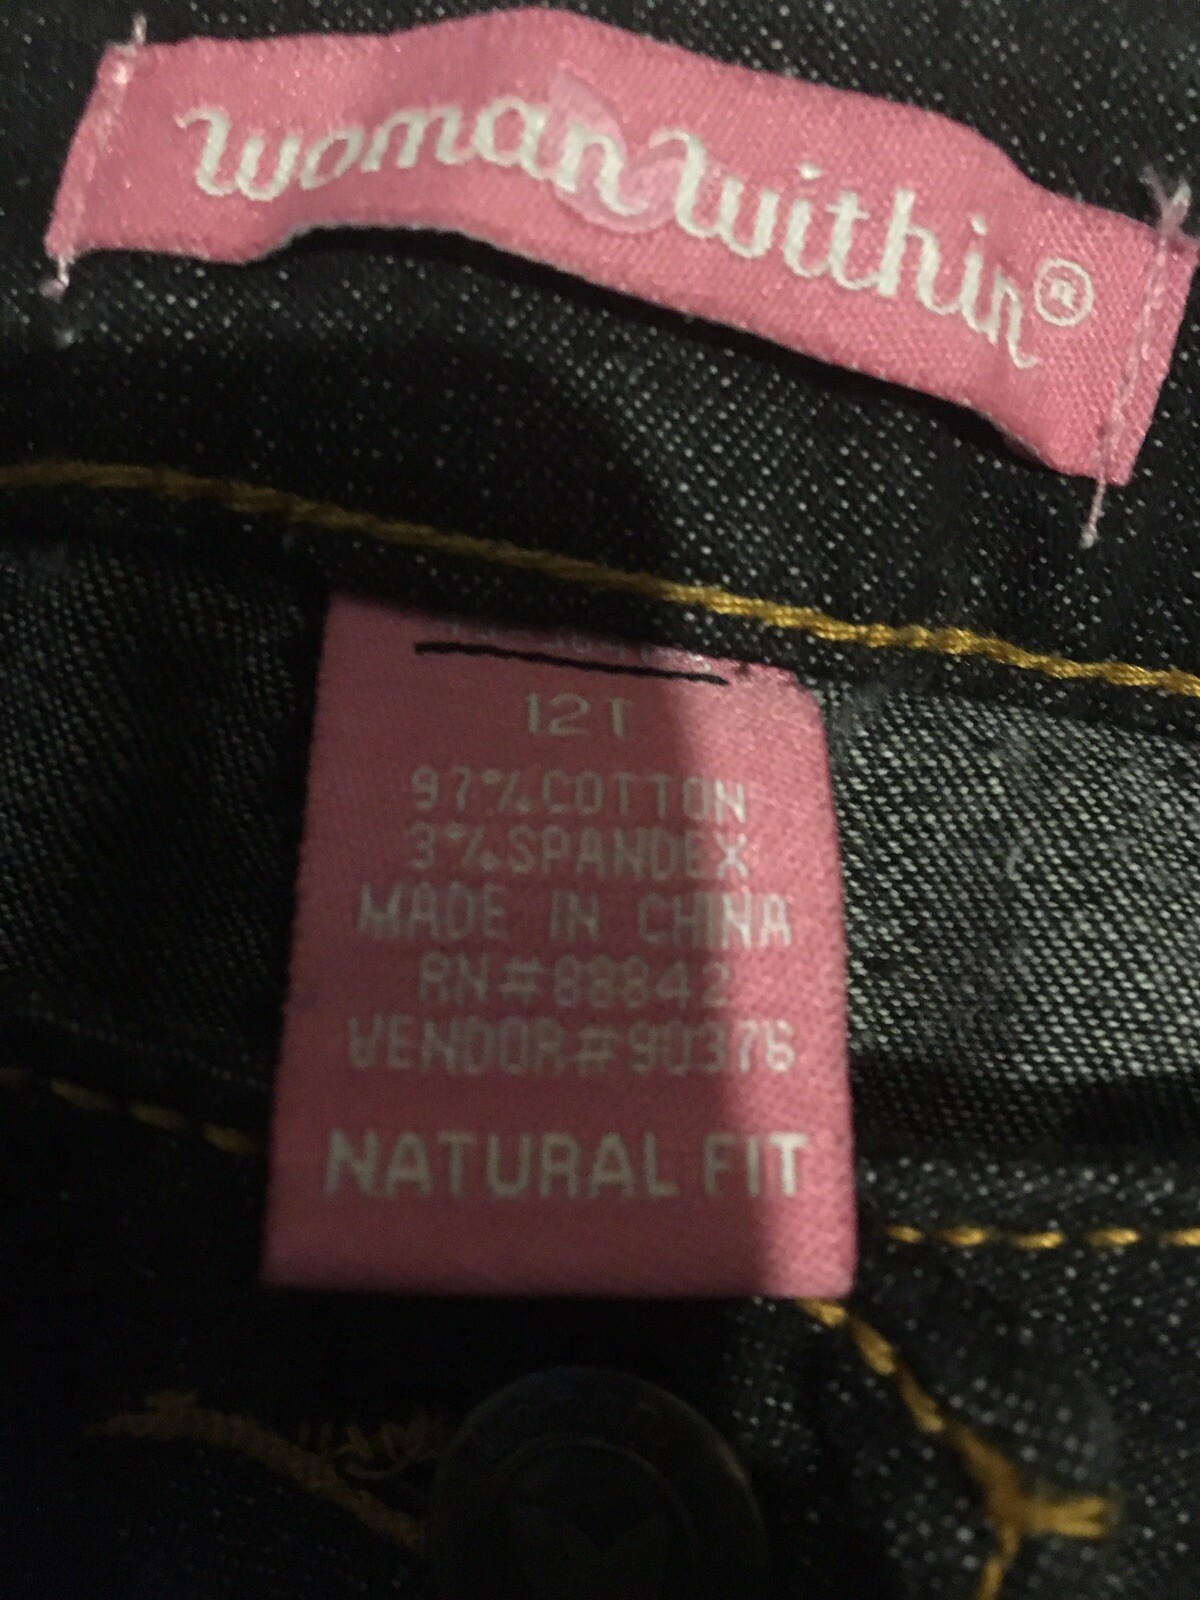 woman within®
12T
97%COTTON
3%SPANDEX
MADE IN CHINA
RN#88842
VENDOR#90376
NATURAL FIT